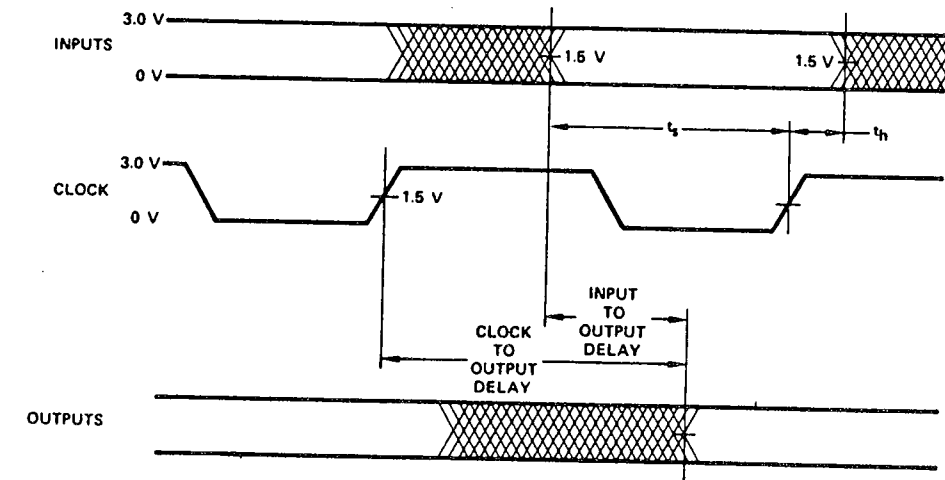 3.0 V
INPUTS
0 V
1.5 V
1.5 V
ts
th
3.0 V
CLOCK
0 V
1.5 V
INPUT
TO
OUTPUT
DELAY
CLOCK
TO
OUTPUT
DELAY
OUTPUTS